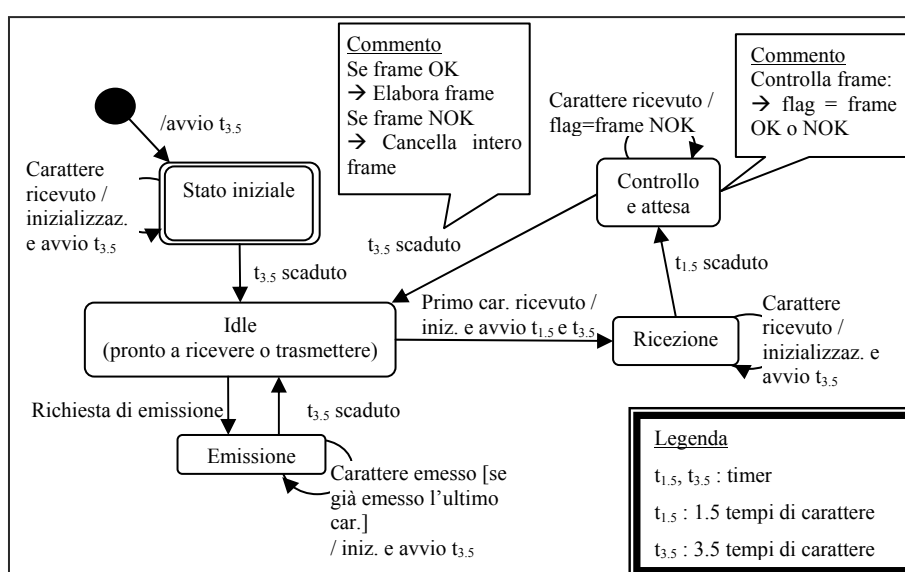 Commento
Se frame OK
→ Elabora frame
Se frame NOK
→ Cancella intero
frame
Commento
Controlla frame:
→ flag = frame
OK o NOK
/avvio t3.5
Carattere ricevuto /
flag=frame NOK
Carattere
ricevuto /
inizializzaz.
e avvio t3.5
Stato iniziale
Controllo
e attesa
t3.5 scaduto
t3.5 scaduto
t1.5 scaduto
Idle
(pronto a ricevere o trasmettere)
Primo car. ricevuto /
iniz. e avvio t1.5 e t3.5
Ricezione
Carattere
ricevuto /
inizializzaz. e
avvio t3.5
Richiesta di emissione
t3.5 scaduto
Emissione
Carattere emesso [se
già emesso l'ultimo
car.]
/ iniz. e avvio t3.5
Legenda
t1.5, t3.5 : timer
t1.5 : 1.5 tempi di carattere
t3.5 : 3.5 tempi di carattere